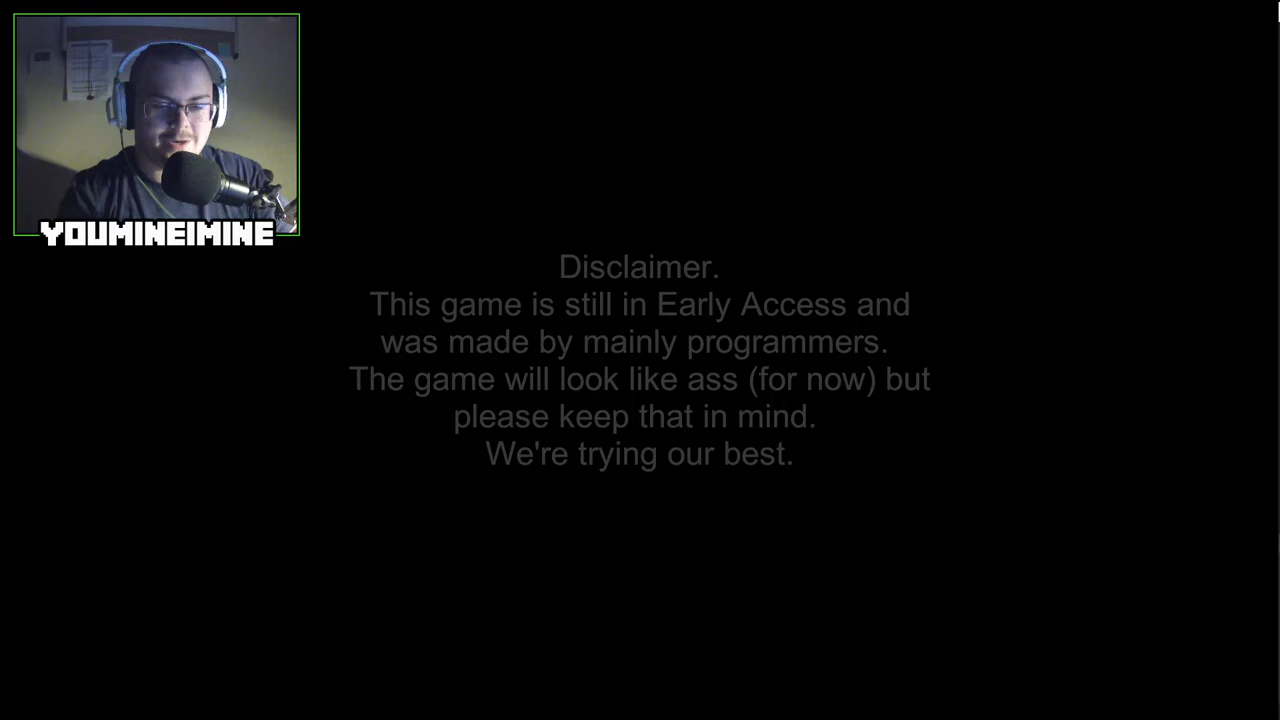 YOUMINEIMINE
Disclaimer.
This game is still in Early Access and
was made by mainly programmers.
The game will look like ass (for now) but
please keep that in mind.
We're trying our best.